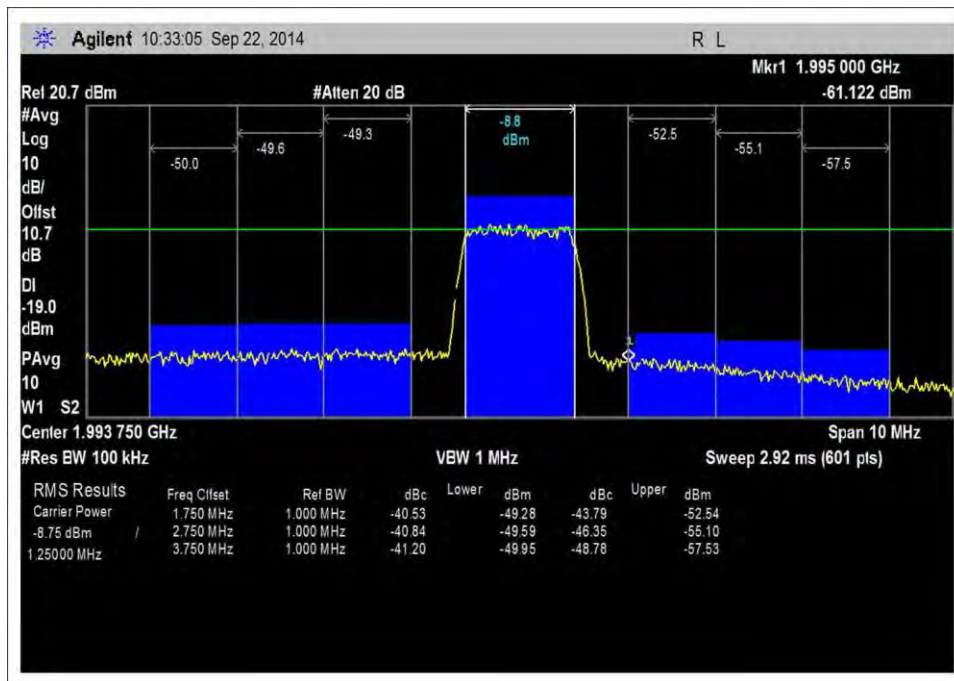 Agilent 10:33:05 Sep 22, 2014 R L
Mkr1 1.995 000 GHz
Ref 20.7 dBm #Atten 20 dB -61.122 dBm
#Avg
Log
10
dB/
Offst
10.7
dB
DI
-19.0
dBm
PAvg
10
W1 S2
-50.0
-49.6
-49.3
-8.8
dBm
-52.5
-55.1
-57.5
1
Center 1.993 750 GHz Span 10 MHz
#Res BW 100 kHz VBW 1 MHz Sweep 2.92 ms (601 pts)
RMS Results Freq Offset Ref BW dBc Lower dBm dBc Upper dBm
Carrier Power 1.750 MHz 1.000 MHz -40.53 -49.28 -43.79 -52.54
-8.75 dBm / 2.750 MHz 1.000 MHz -40.84 -49.59 -46.35 -55.10
1.25000 MHz 3.750 MHz 1.000 MHz -41.20 -49.95 -48.78 -57.53